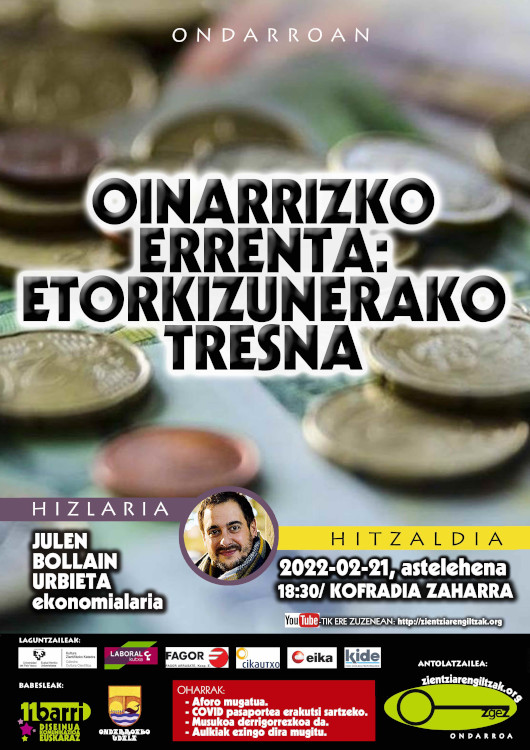 ONDARROAN
OINARRIZKO
ERRENTA:
ETORKIZUNERAKO
TRESNA
HIZLARIA
JULEN
BOLLAIN
URBIETA
ekonomialaria
HITZALDIA
2022-02-21, astelehena
18:30/ KOFRADIA ZAHARRA
YouTube-TIK ERE ZUZENEAN: http://zientziarengiltzak.org
LAGUNTZAILEAK:
LABORAL kutxa
FAGOR
cikautxo
eika
kide
BABESLEAK:
11barri
DISEINUA
KOMUNIKAZIOA
EUSKARAZ
ONDARROKO
UDALA
OHARRAK:
- Aforo mugatua.
- COVID pasaportea erakutsi sartzeko.
- Musukoa derrigorrezkoa da.
- Aulkiak ezingo dira mugitu.
ANTOLATZAILEA:
zientziarengiltzak.org
zgez
ONDARROA